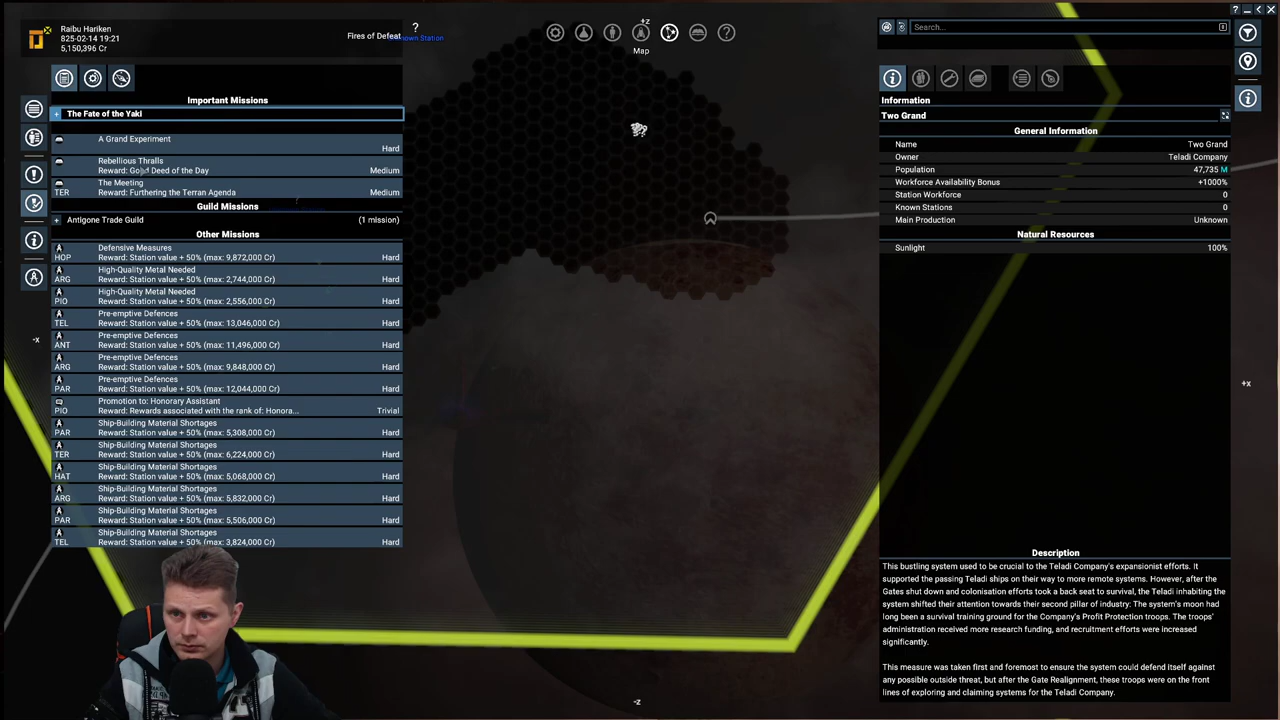 Raibu Hariken
825-02-14 19:21
5,150,396 Cr
?
Fires of Defeat
+Z
Map
Search...
Important Missions
+ The Fate of the Yaki
A Grand Experiment
Hard
Rebellious Thralls
Reward: Good Deed of the Day Medium
The Meeting
TER Reward: Furthering the Terran Agenda Medium
Guild Missions
+ Antigone Trade Guild (1 mission)
Other Missions
Defensive Measures
HOP Reward: Station value + 50% (max: 9,872,000 Cr) Hard
High-Quality Metal Needed
ARG Reward: Station value + 50% (max: 2,744,000 Cr) Hard
High-Quality Metal Needed
PIO Reward: Station value + 50% (max: 2,556,000 Cr) Hard
Pre-emptive Defences
TEL Reward: Station value + 50% (max: 13,046,000 Cr) Hard
Pre-emptive Defences
ANT Reward: Station value + 50% (max: 11,496,000 Cr) Hard
Pre-emptive Defences
ARG Reward: Station value + 50% (max: 9,848,000 Cr) Hard
Pre-emptive Defences
PAR Reward: Station value + 50% (max: 12,044,000 Cr) Hard
Promotion to: Honorary Assistant
PIO Reward: Rewards associated with the rank of: Honora... Trivial
Ship-Building Material Shortages
PAR Reward: Station value + 50% (max: 5,308,000 Cr) Hard
Ship-Building Material Shortages
TER Reward: Station value + 50% (max: 6,224,000 Cr) Hard
Ship-Building Material Shortages
HAT Reward: Station value + 50% (max: 5,068,000 Cr) Hard
Ship-Building Material Shortages
ARG Reward: Station value + 50% (max: 5,832,000 Cr) Hard
Ship-Building Material Shortages
PAR Reward: Station value + 50% (max: 5,506,000 Cr) Hard
Ship-Building Material Shortages
TEL Reward: Station value + 50% (max: 3,824,000 Cr) Hard
-X
+X
-Z
Information
Two Grand
General Information
Name Two Grand
Owner Teladi Company
Population 47,735 M
Workforce Availability Bonus +1000%
Station Workforce 0
Known Stations 0
Main Production Unknown
Natural Resources
Sunlight 100%
Description
This bustling system used to be crucial to the Teladi Company's expansionist efforts. It
supported the passing Teladi ships on their way to more remote systems. However, after the
Gates shut down and colonisation efforts took a back seat to survival, the Teladi inhabiting the
system shifted their attention towards their second pillar of industry: The system's moon had
long been a survival training ground for the Company's Profit Protection troops. The troops'
administration received more research funding, and recruitment efforts were increased
significantly.
This measure was taken first and foremost to ensure the system could defend itself against
any possible outside threat, but after the Gate Realignment, these troops were on the front
lines of exploring and claiming systems for the Teladi Company.